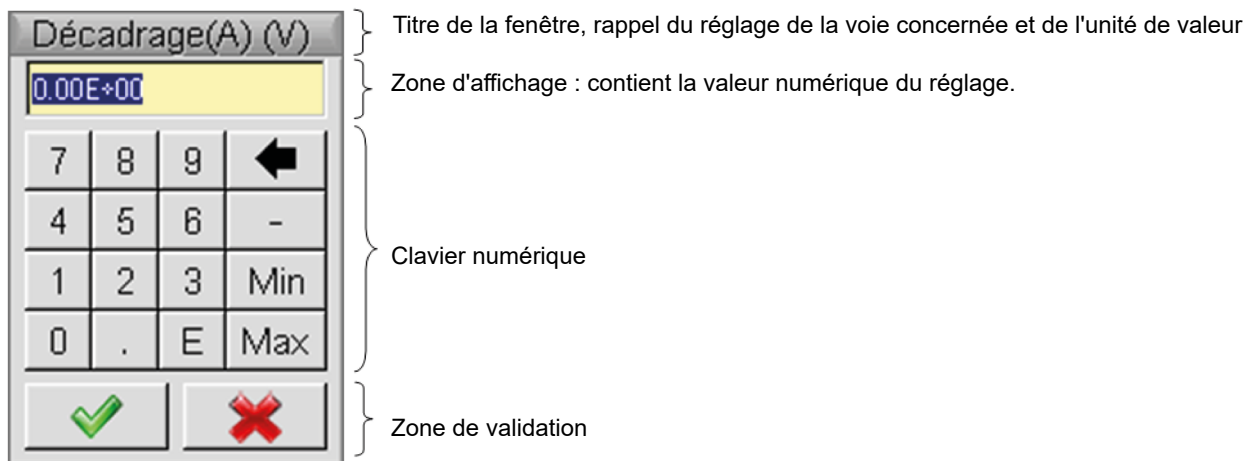 Décadrage(A) (V)
Titre de la fenêtre, rappel du réglage de la voie concernée et de l'unité de valeur
0.00E+00
Zone d'affichage : contient la valeur numérique du réglage.
7 8 9
4 5 6 -
1 2 3 Min
0 . E Max
Clavier numérique
Zone de validation